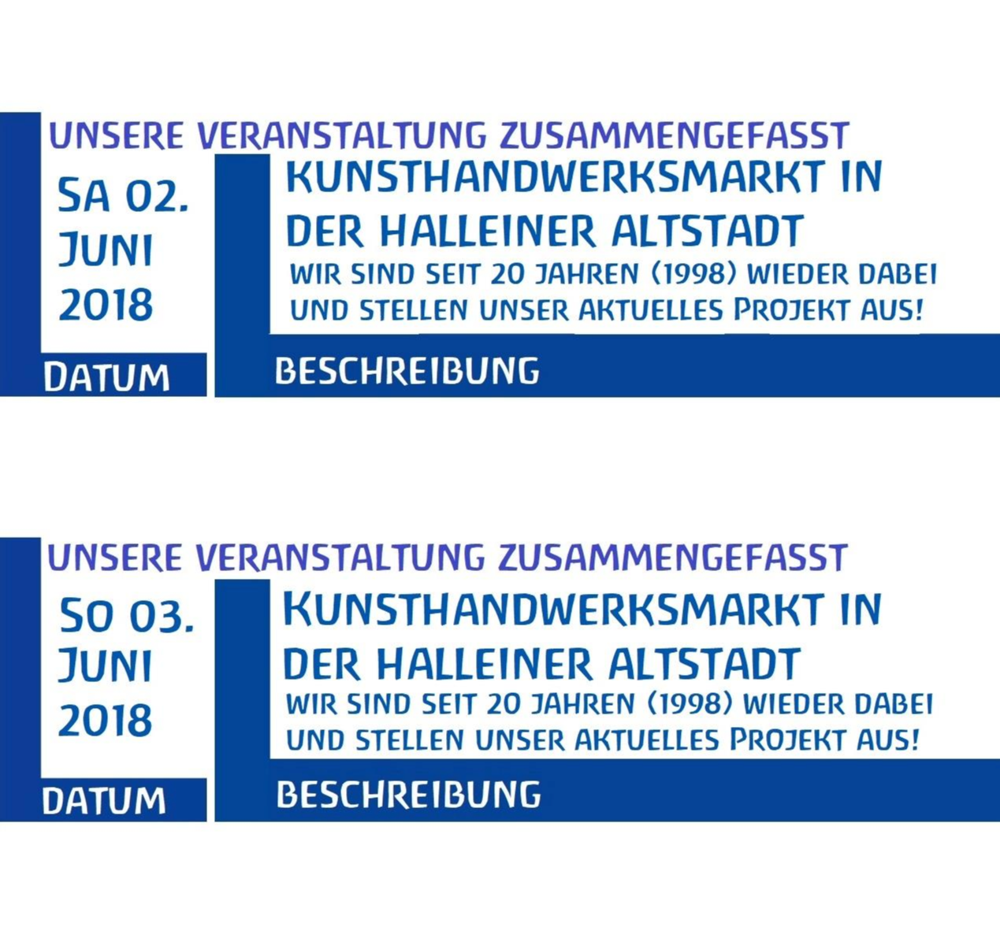 UNSERE VERANSTALTUNG ZUSAMMENGEFASST
SA 02.
JUNI
2018
DATUM
KUNSTHANDWERKSMARKT IN
DER HALLEINER ALTSTADT
WIR SIND SEIT 20 JAHREN (1998) WIEDER DABEI
UND STELLEN UNSER AKTUELLES PROJEKT AUS!
BESCHREIBUNG
UNSERE VERANSTALTUNG ZUSAMMENGEFASST
SO 03.
JUNI
2018
DATUM
KUNSTHANDWERKSMARKT IN
DER HALLEINER ALTSTADT
WIR SIND SEIT 20 JAHREN (1998) WIEDER DABEI
UND STELLEN UNSER AKTUELLES PROJEKT AUS!
BESCHREIBUNG